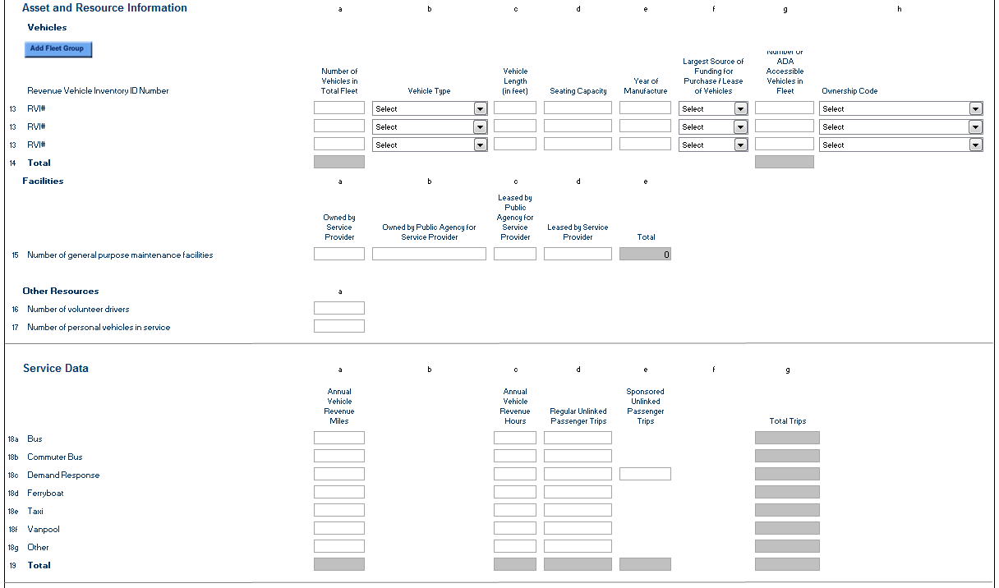 Asset and Resource Information a b c d e f g h
Vehicles
Add Fleet Group
Revenue Vehicle Inventory ID Number
Number of
Vehicles in
Total Fleet
Vehicle Type
Vehicle
Length
(in feet)
Seating Capacity
Year of
Manufacture
Largest Source of
Funding for
Purchase / Lease
of Vehicles
Number of
ADA
Accessible
Vehicles in
Fleet
Ownership Code
13 RVI# Select Select Select
13 RVI# Select Select Select
13 RVI# Select Select Select
14 Total
Facilities a b c d e
Owned by
Service
Provider
Owned by Public Agency for
Service Provider
Leased by
Public
Agency for
Service
Provider
Leased by Service
Provider
Total
15 Number of general purpose maintenance facilities 0
Other Resources a
16 Number of volunteer drivers
17 Number of personal vehicles in service
Service Data a b c d e f g
Annual
Vehicle
Revenue
Miles
Annual
Vehicle
Revenue
Hours
Regular Unlinked
Passenger Trips
Sponsored
Unlinked
Passenger
Trips
Total Trips
18a Bus
18b Commuter Bus
18c Demand Response
18d Ferryboat
18e Taxi
18f Vanpool
18g Other
19 Total